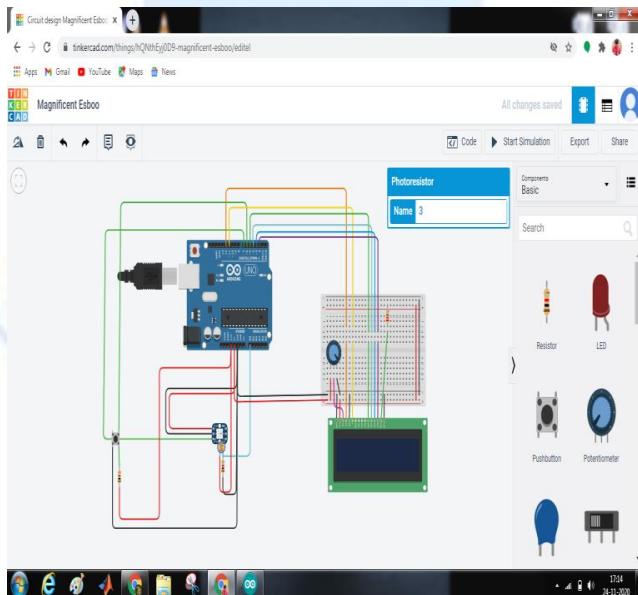 Circuit design Magnificent Esboo
tinkercad.com/things/hQNthEyj0D9-magnificent-esboo/editel
Apps Gmail YouTube Maps News
TIN
KER
CAD
Magnificent Esboo
All changes saved
Code Start Simulation Export Share
Photoresistor
Name 3
Components
Basic
Search
UNO
Resistor LED
Pushbutton Potentiometer
17:14
24-11-2020